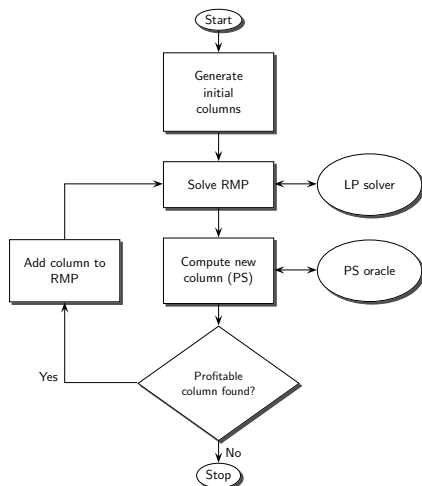 Start
Generate
initial
columns
Solve RMP
LP solver
Add column to
RMP
Compute new
column (PS)
PS oracle
Profitable
column found?
Yes
No
Stop